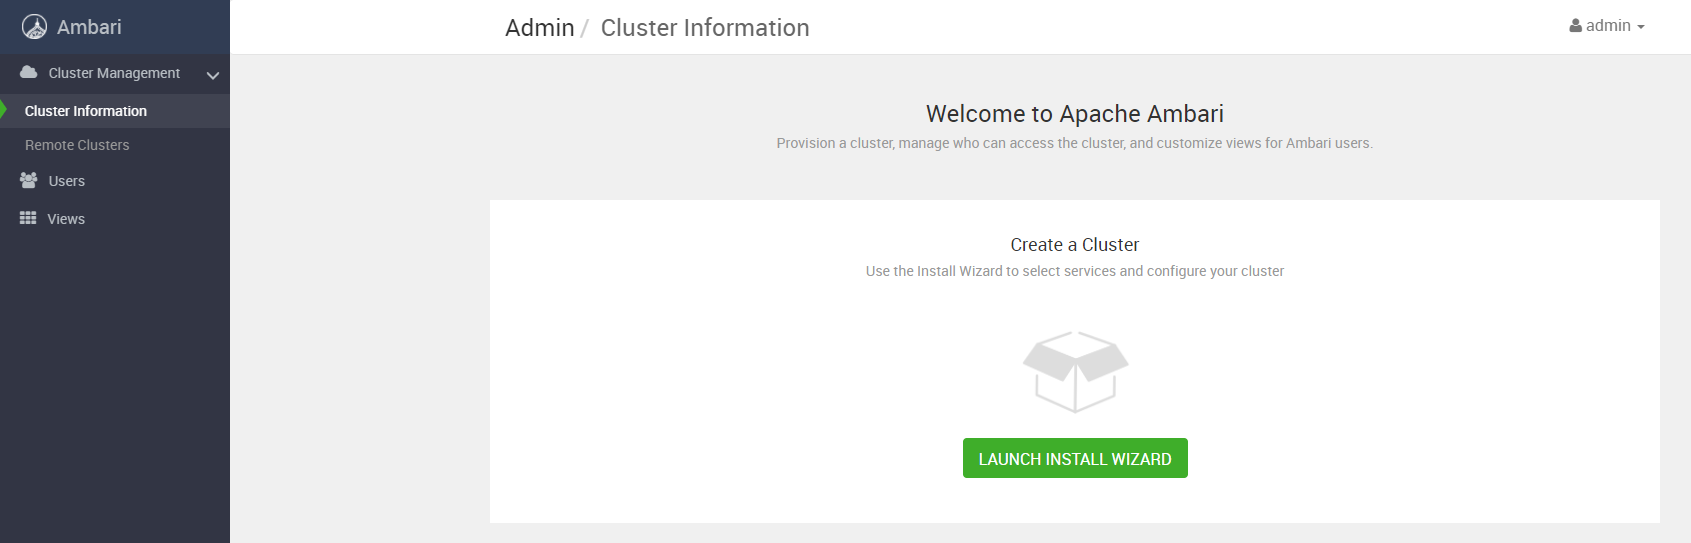 Ambari
Admin / Cluster Information
admin
Cluster Management
Cluster Information
Remote Clusters
Users
Views
Welcome to Apache Ambari
Provision a cluster, manage who can access the cluster, and customize views for Ambari users.
Create a Cluster
Use the Install Wizard to select services and configure your cluster
LAUNCH INSTALL WIZARD